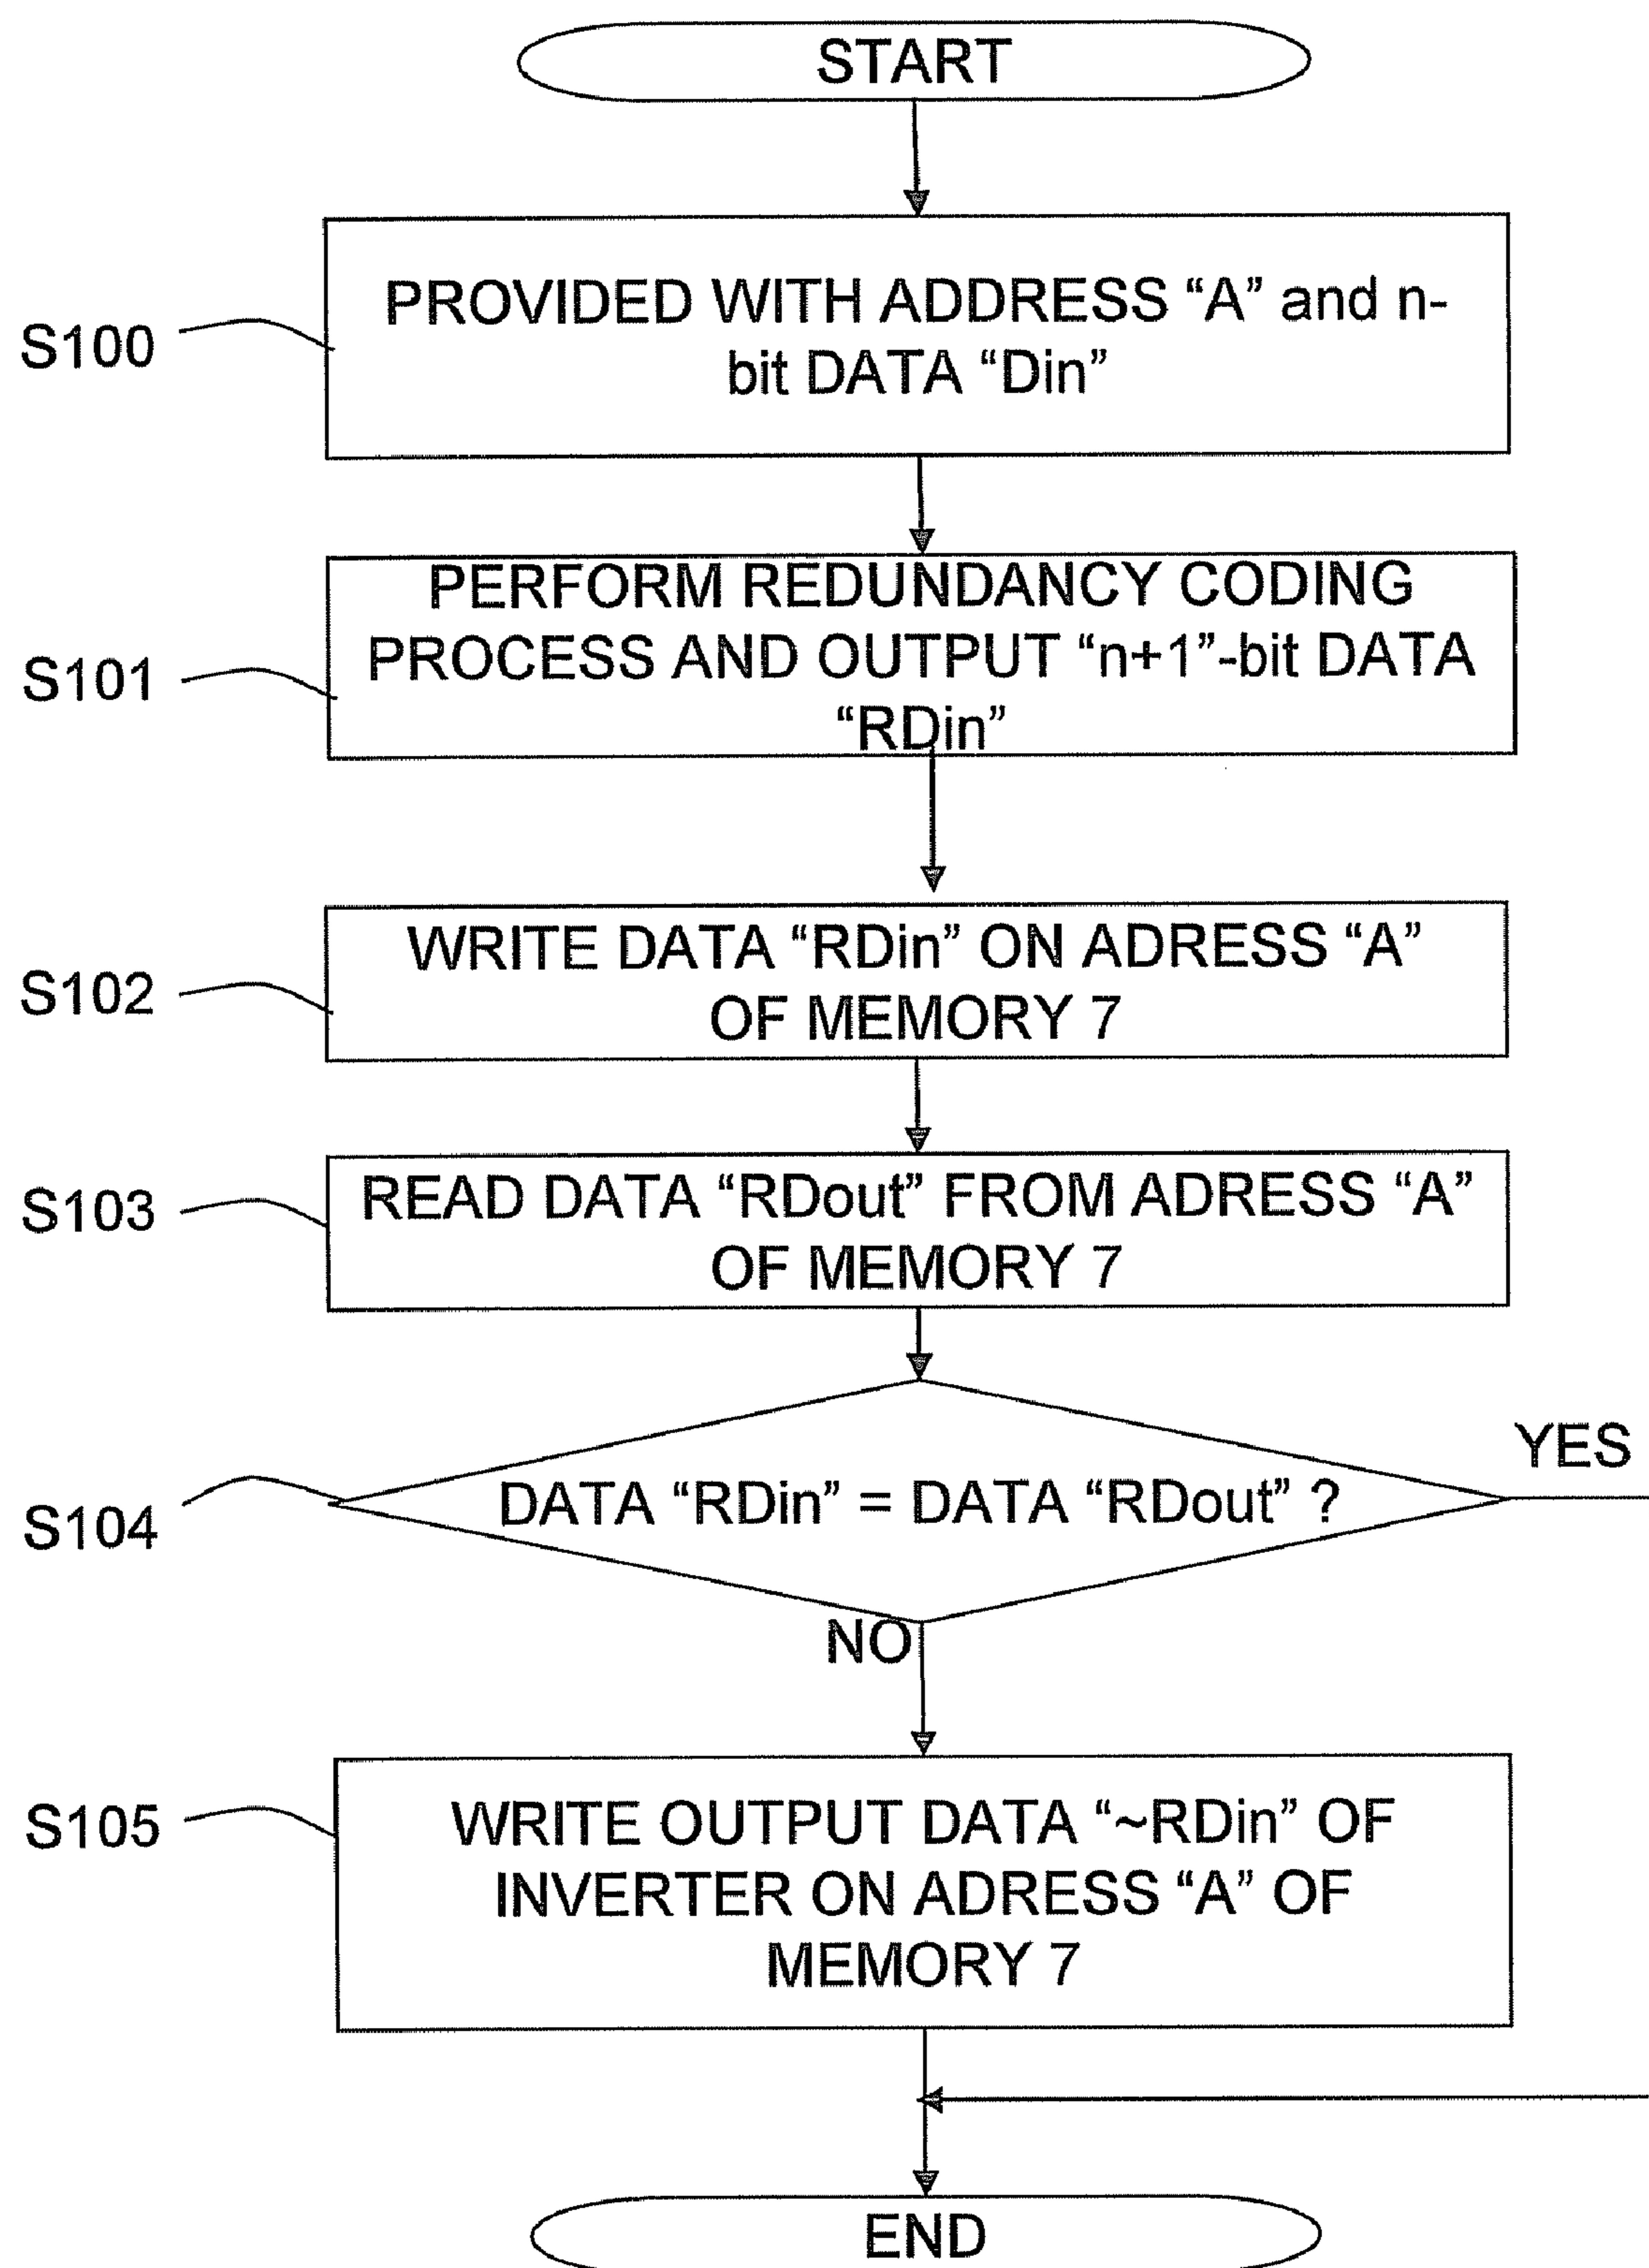 START
S100
PROVIDED WITH ADDRESS “A” and n-
bit DATA “Din”
S101
PERFORM REDUNDANCY CODING
PROCESS AND OUTPUT “n+1”-bit DATA
“RDin”
S102
WRITE DATA “RDin” ON ADRESS “A”
OF MEMORY 7
S103
READ DATA “RDout” FROM ADRESS “A”
OF MEMORY 7
S104
DATA “RDin” = DATA “RDout” ?
YES
NO
S105
WRITE OUTPUT DATA “~RDin” OF
INVERTER ON ADRESS “A” OF
MEMORY 7
END